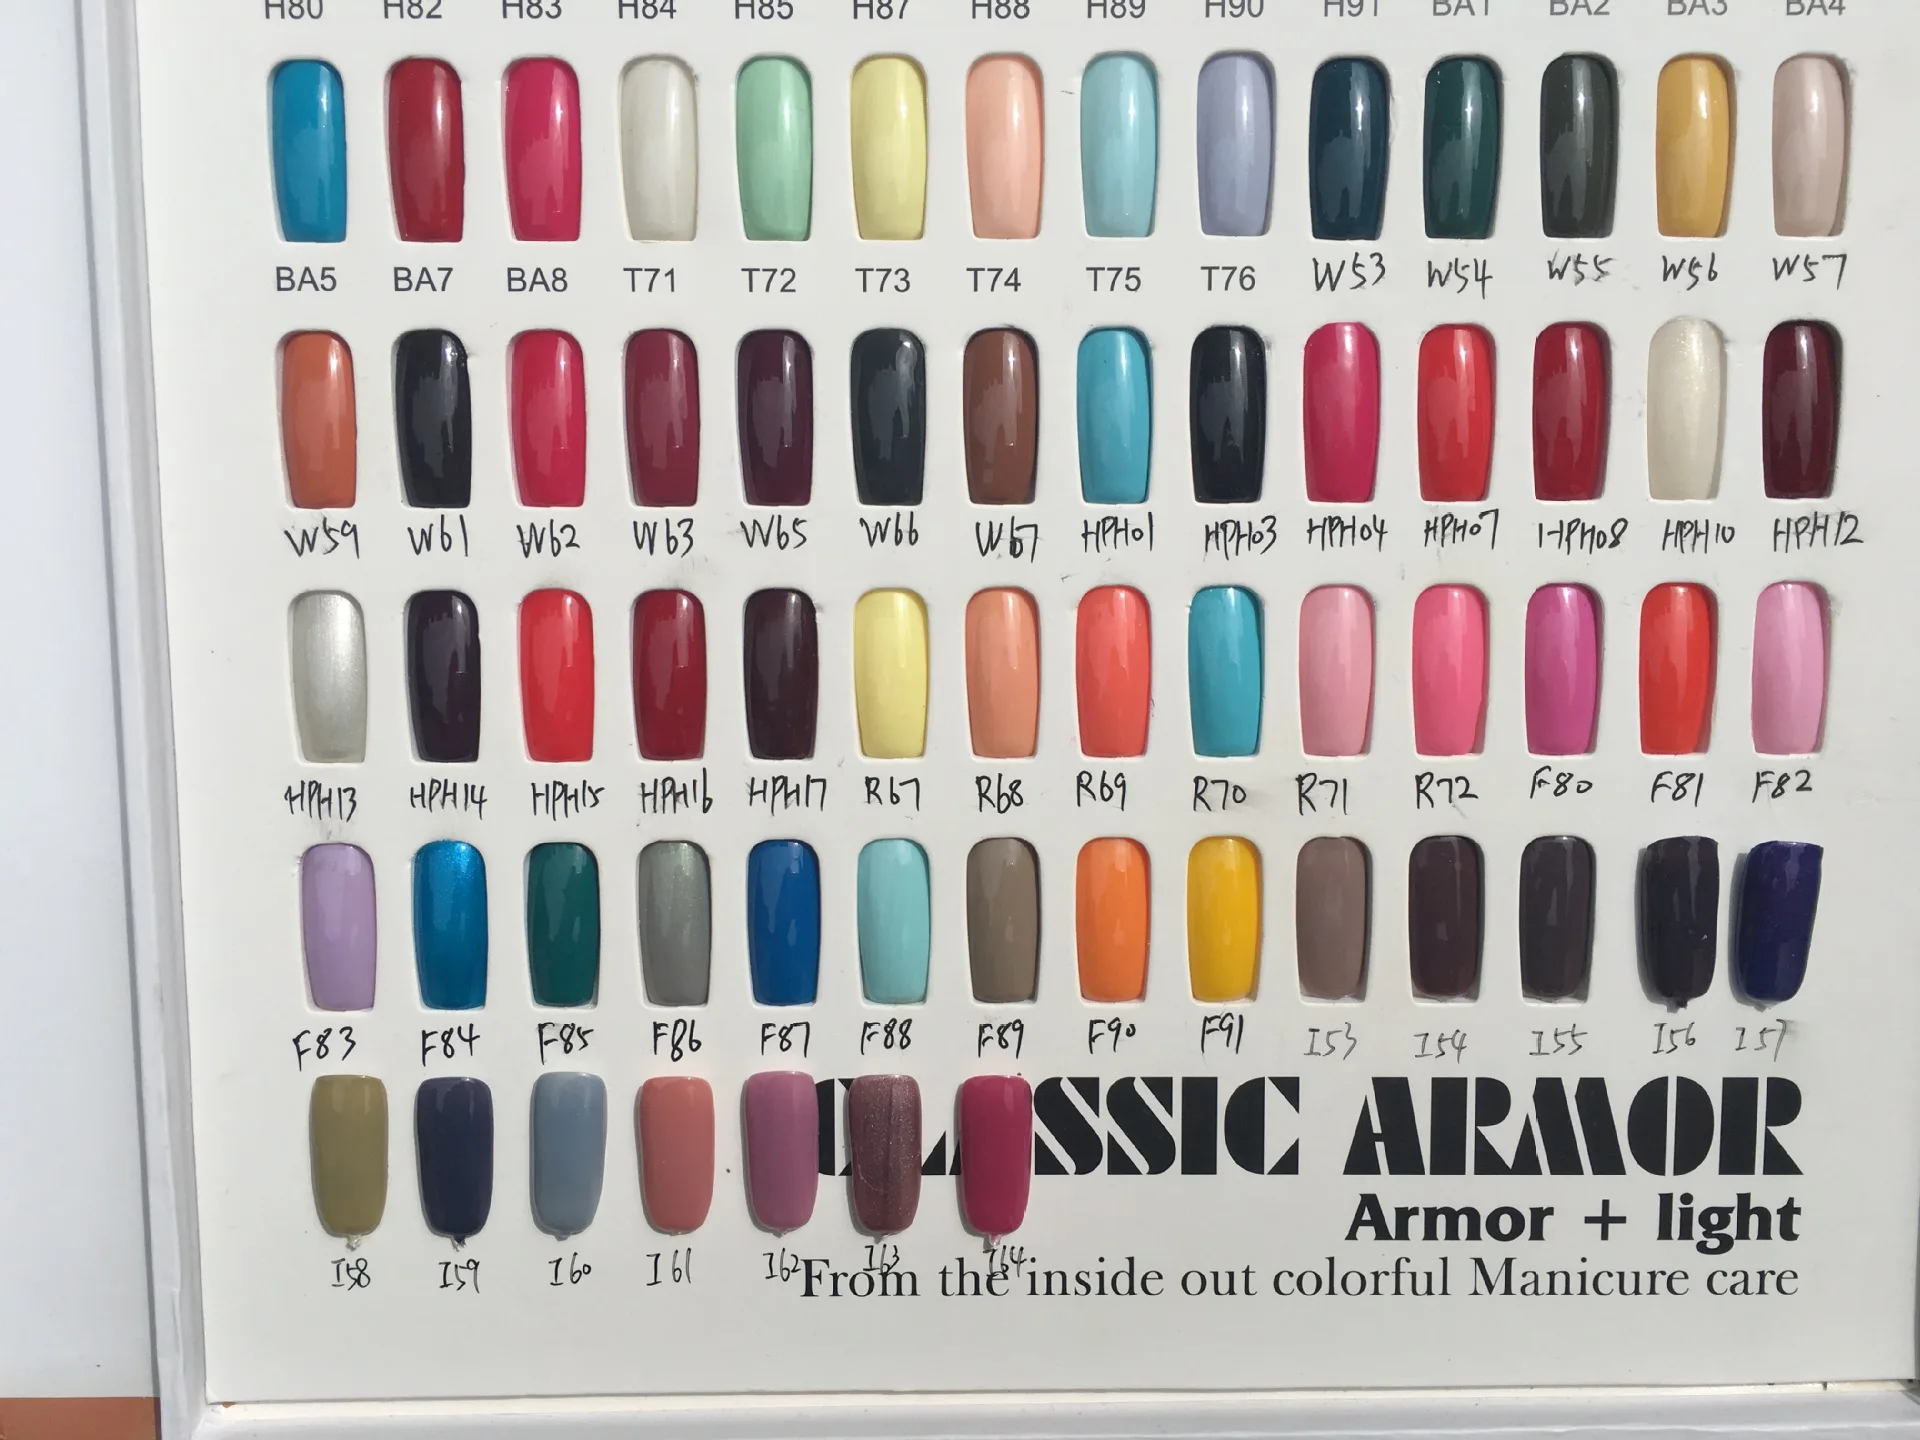 H80 H82 H83 H84 H85 H87 H88 H89 H90 H91 BA1 BA2 BA3 BA4
BA5 BA7 BA8 T71 T72 T73 T74 T75 T76 W53 W54 W55 W56 W57
W59 W61 W62 W63 W65 W66 W67 HPH01 HPH03 HPH04 HPH07 HPH08 HPH10 HPH12
HPH13 HPH14 HPH15 HPH16 HPH17 R67 R68 R69 R70 R71 R72 F80 F81 F82
F83 F84 F85 F86 F87 F88 F89 F90 F91 I53 I54 I55 I56 I57
CLASSIC ARMOR
Armor + light
I58 I59 I60 I61 I62 I63 I64
From the inside out colorful Manicure care